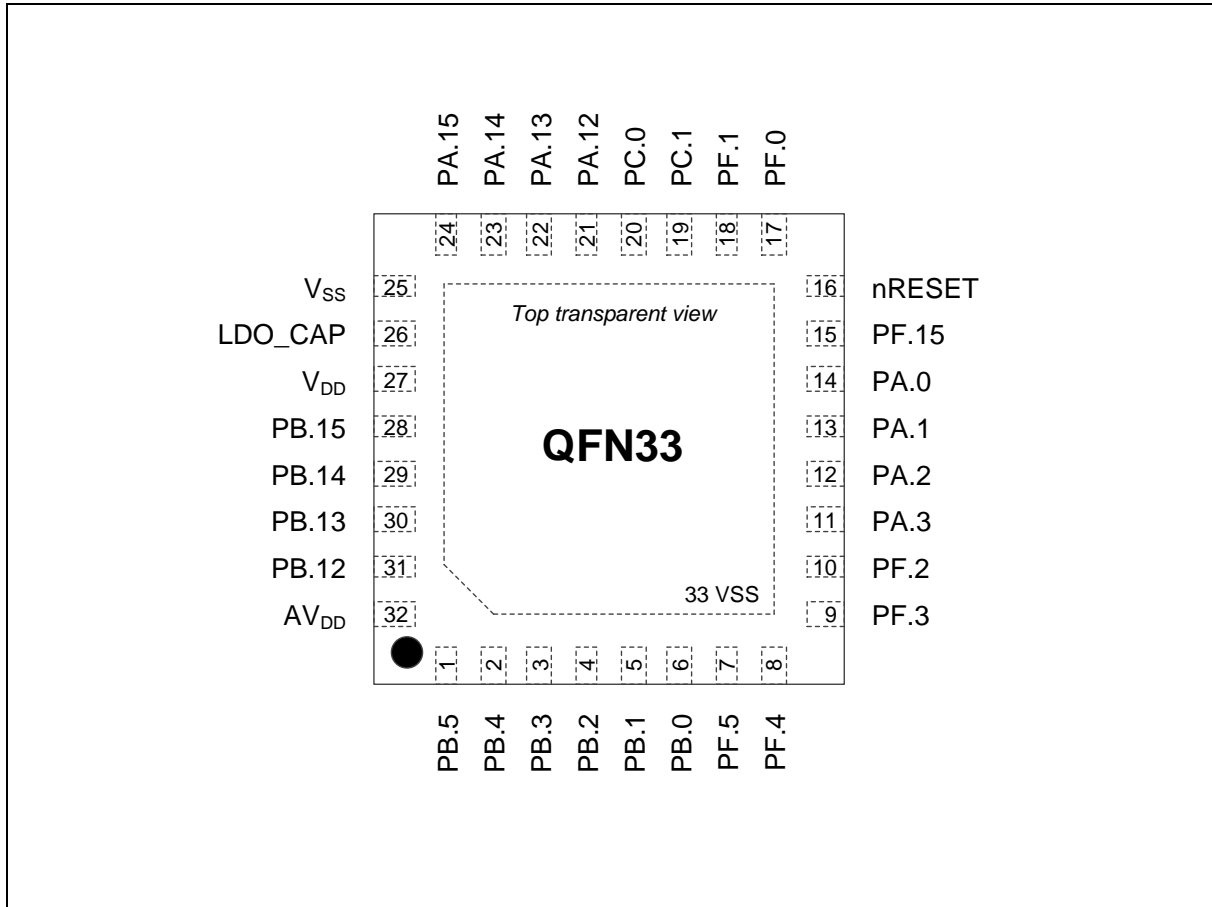 PA.15
PA.14
PA.13
PA.12
PC.0
PC.1
PF.1
PF.0
24
23
22
21
20
19
18
17
VSS 25
LDO_CAP 26
VDD 27
PB.15 28
PB.14 29
PB.13 30
PB.12 31
AVDD 32
Top transparent view
QFN33
33 VSS
16 nRESET
15 PF.15
14 PA.0
13 PA.1
12 PA.2
11 PA.3
10 PF.2
9 PF.3
1
2
3
4
5
6
7
8
PB.5
PB.4
PB.3
PB.2
PB.1
PB.0
PF.5
PF.4